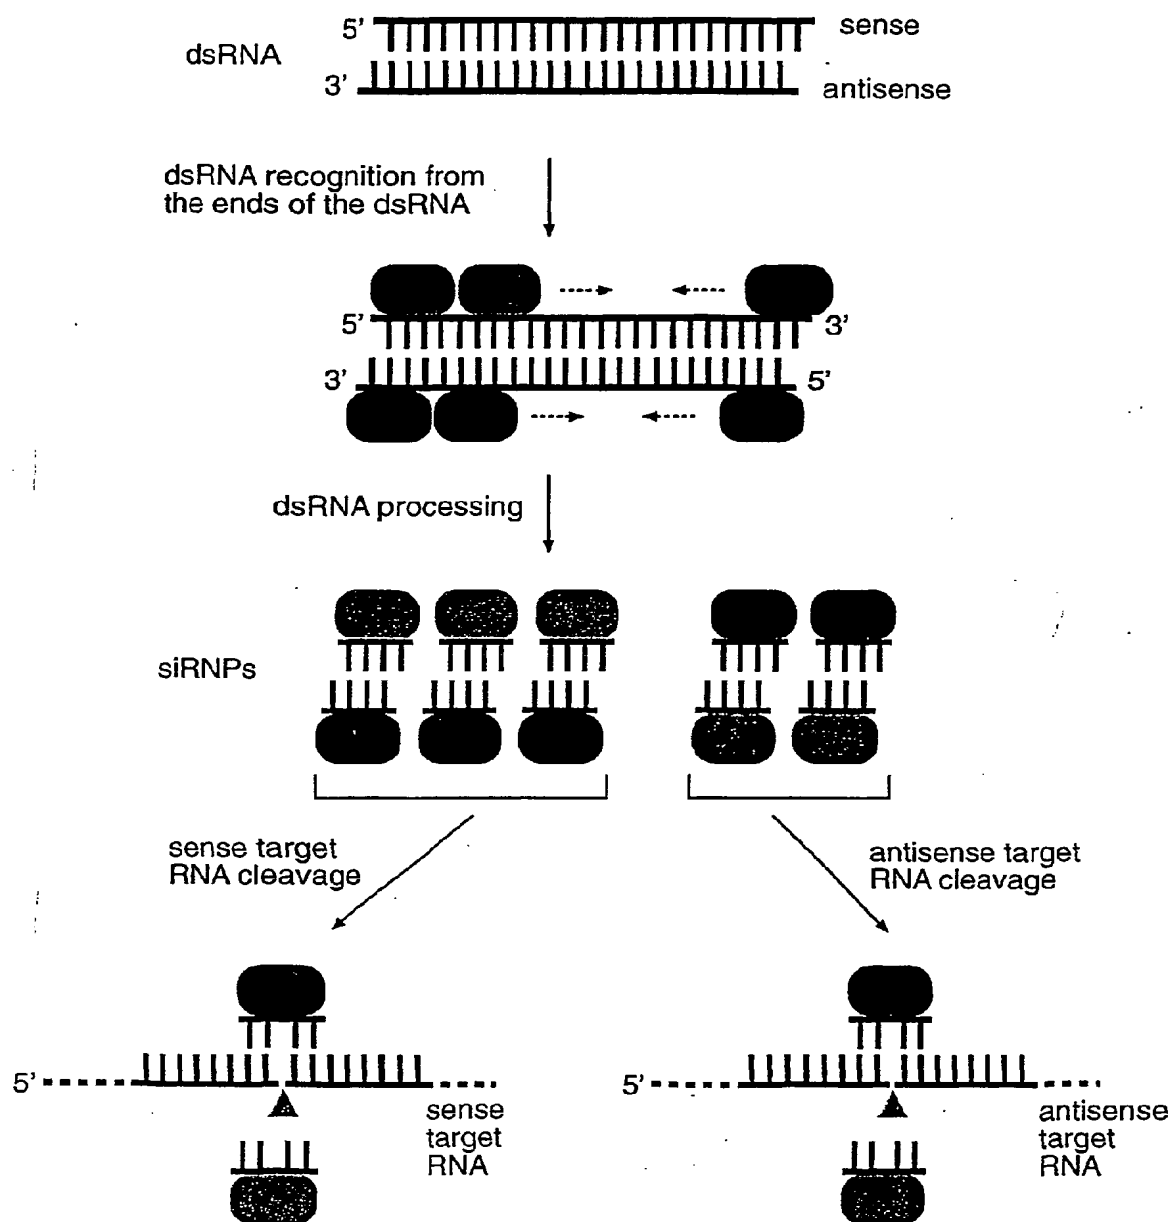 5' sense
dsRNA
3' antisense
dsRNA recognition from
the ends of the dsRNA
5' 3'
3' 5'
dsRNA processing
siRNPs
sense target
RNA cleavage
antisense target
RNA cleavage
5'
sense
target
RNA
5'
antisense
target
RNA